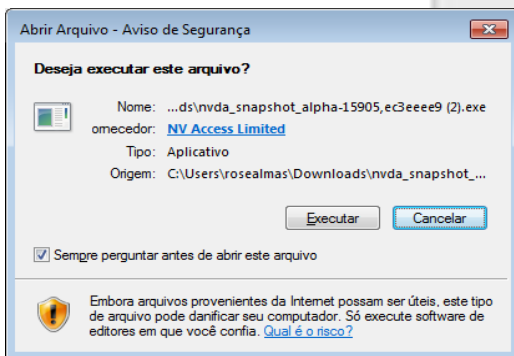 Abrir Arquivo - Aviso de Segurança
Deseja executar este arquivo?
Nome: ...ds\nvda_snapshot_alpha-15905,ec3eeee9 (2).exe
omecedor: NV Access Limited
Tipo: Aplicativo
Origem: C:\Users\rosealmas\Downloads\nvda_snapshot_...
Executar Cancelar
Sempre perguntar antes de abrir este arquivo
Embora arquivos provenientes da Internet possam ser úteis, este tipo
de arquivo pode danificar seu computador. Só execute software de
editores em que você confia. Qual é o risco?